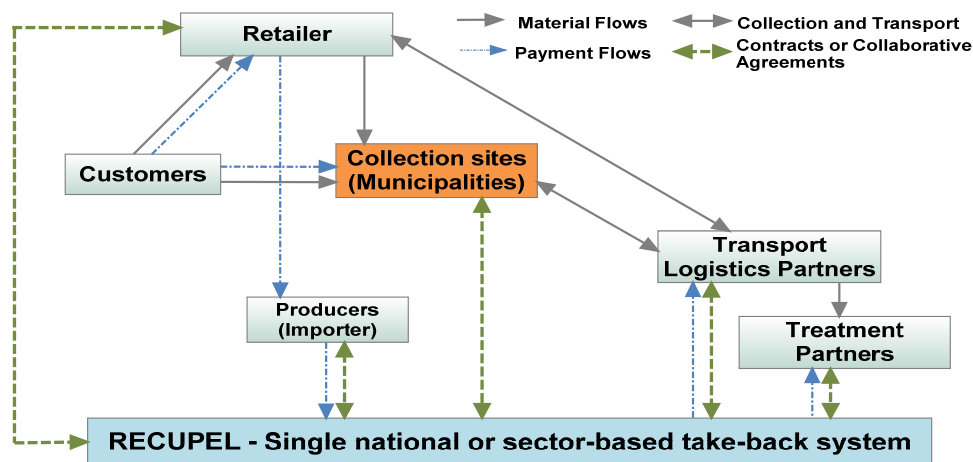 Retailer
Material Flows
Collection and Transport
Payment Flows
Contracts or Collaborative
Agreements
Customers
Collection sites
(Municipalities)
Transport
Logistics Partners
Producers
(Importer)
Treatment
Partners
RECUPEL - Single national or sector-based take-back system